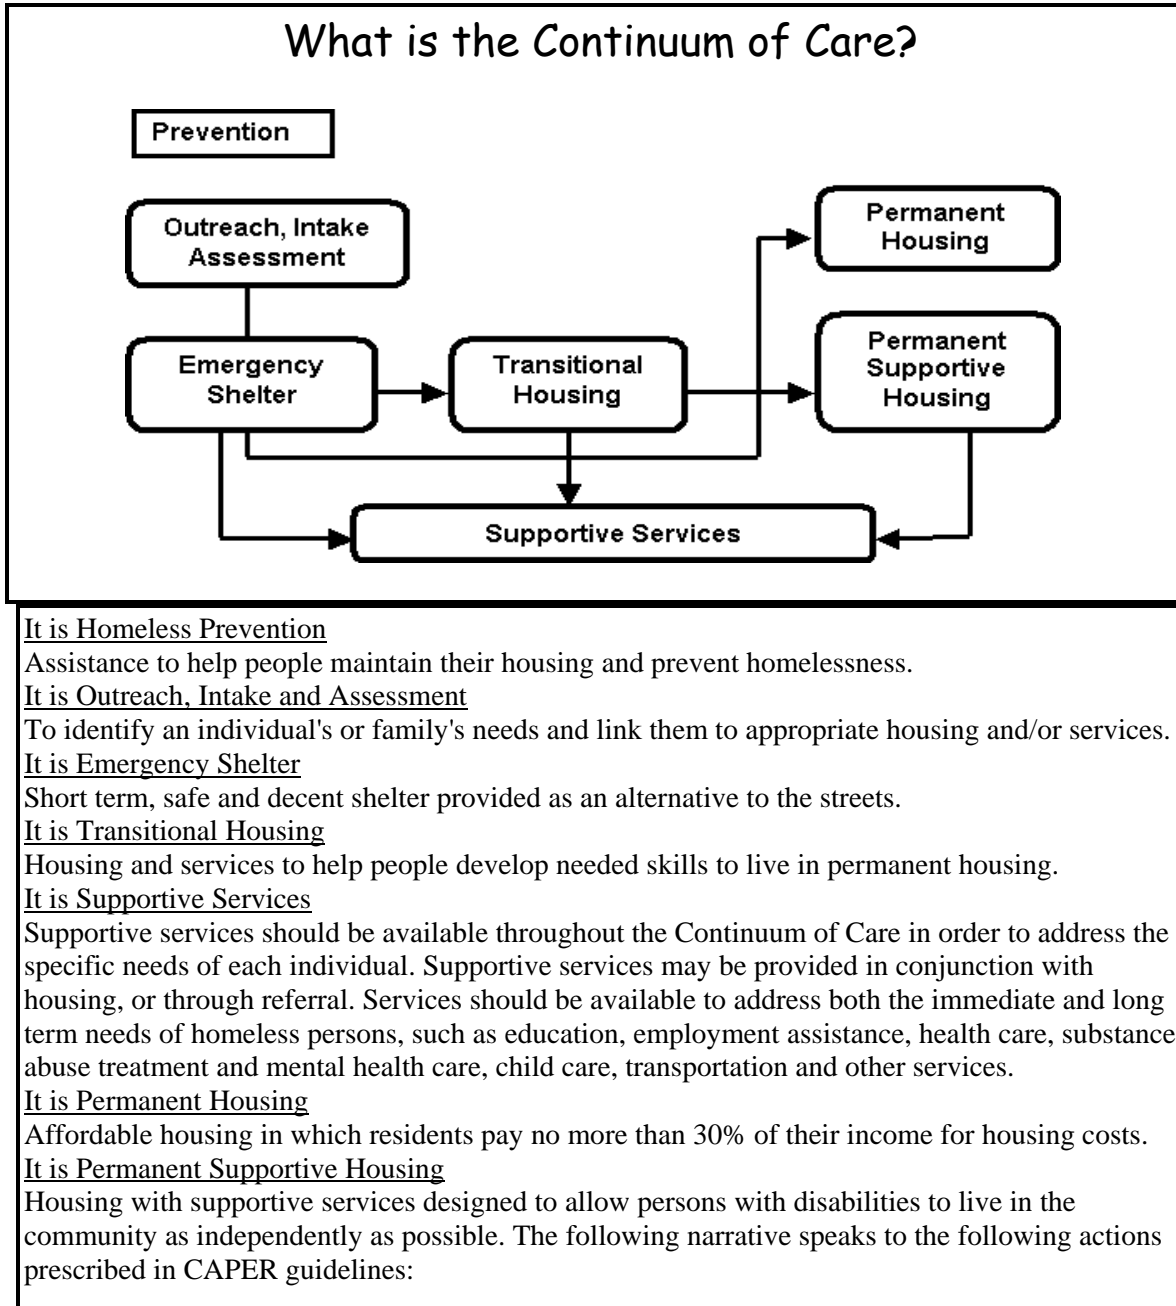 What is the Continuum of Care?
Prevention
Outreach, Intake
Assessment
Permanent
Housing
Emergency
Shelter
Transitional
Housing
Permanent
Supportive
Housing
Supportive Services
It is Homeless Prevention
Assistance to help people maintain their housing and prevent homelessness.
It is Outreach, Intake and Assessment
To identify an individual's or family's needs and link them to appropriate housing and/or services.
It is Emergency Shelter
Short term, safe and decent shelter provided as an alternative to the streets.
It is Transitional Housing
Housing and services to help people develop needed skills to live in permanent housing.
It is Supportive Services
Supportive services should be available throughout the Continuum of Care in order to address the
specific needs of each individual. Supportive services may be provided in conjunction with
housing, or through referral. Services should be available to address both the immediate and long
term needs of homeless persons, such as education, employment assistance, health care, substance
abuse treatment and mental health care, child care, transportation and other services.
It is Permanent Housing
Affordable housing in which residents pay no more than 30% of their income for housing costs.
It is Permanent Supportive Housing
Housing with supportive services designed to allow persons with disabilities to live in the
community as independently as possible. The following narrative speaks to the following actions
prescribed in CAPER guidelines: